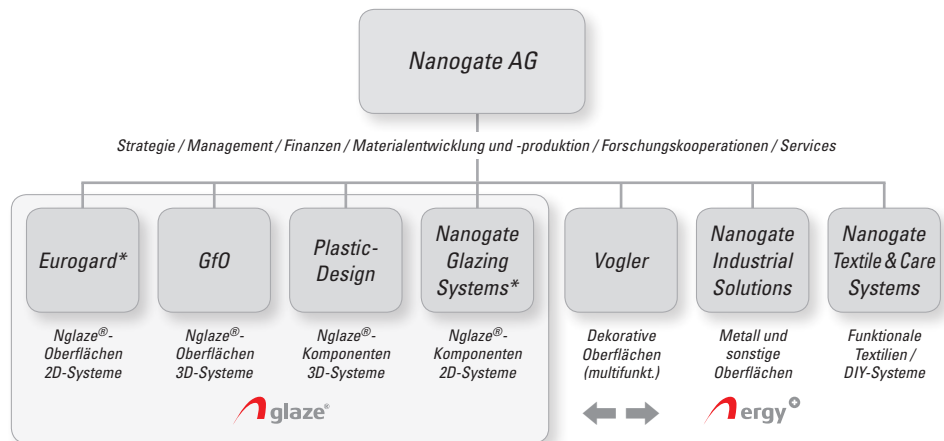 Nanogate AG
Strategie / Management / Finanzen / Materialentwicklung und -produktion / Forschungskooperationen / Services
Eurogard*
GfO
Plastic-
Design
Nanogate
Glazing
Systems*
Vogler
Nanogate
Industrial
Solutions
Nanogate
Textile & Care
Systems
Nglaze®-
Oberflächen
2D-Systeme
Nglaze®-
Oberflächen
3D-Systeme
Nglaze®-
Komponenten
3D-Systeme
Nglaze®-
Komponenten
2D-Systeme
Dekorative
Oberflächen
(multifunkt.)
Metall und
sonstige
Oberflächen
Funktionale
Textilien /
DIY-Systeme
glaze®
ergy+